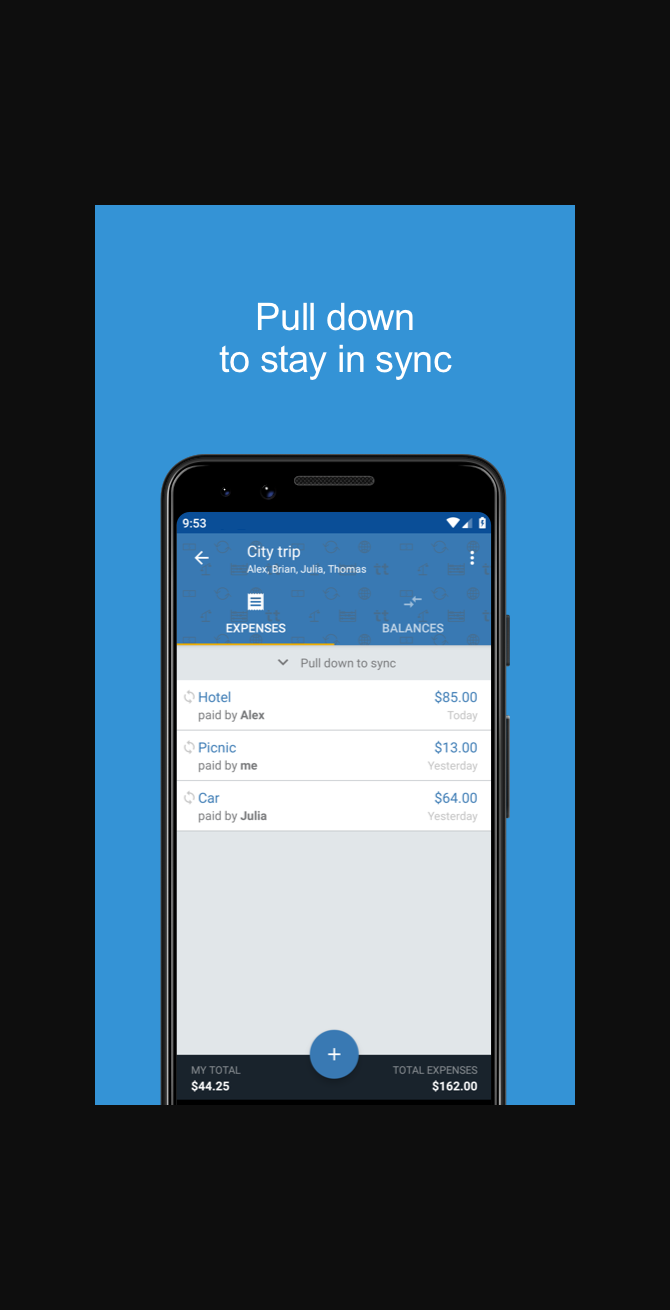 Pull down
to stay in sync
9:53
City trip
Alex, Brian, Julia, Thomas
EXPENSES
BALANCES
Pull down to sync
Hotel
$85.00
paid by Alex
Today
Picnic
$13.00
paid by me
Yesterday
Car
$64.00
paid by Julia
Yesterday
+
MY TOTAL
TOTAL EXPENSES
$44.25
$162.00